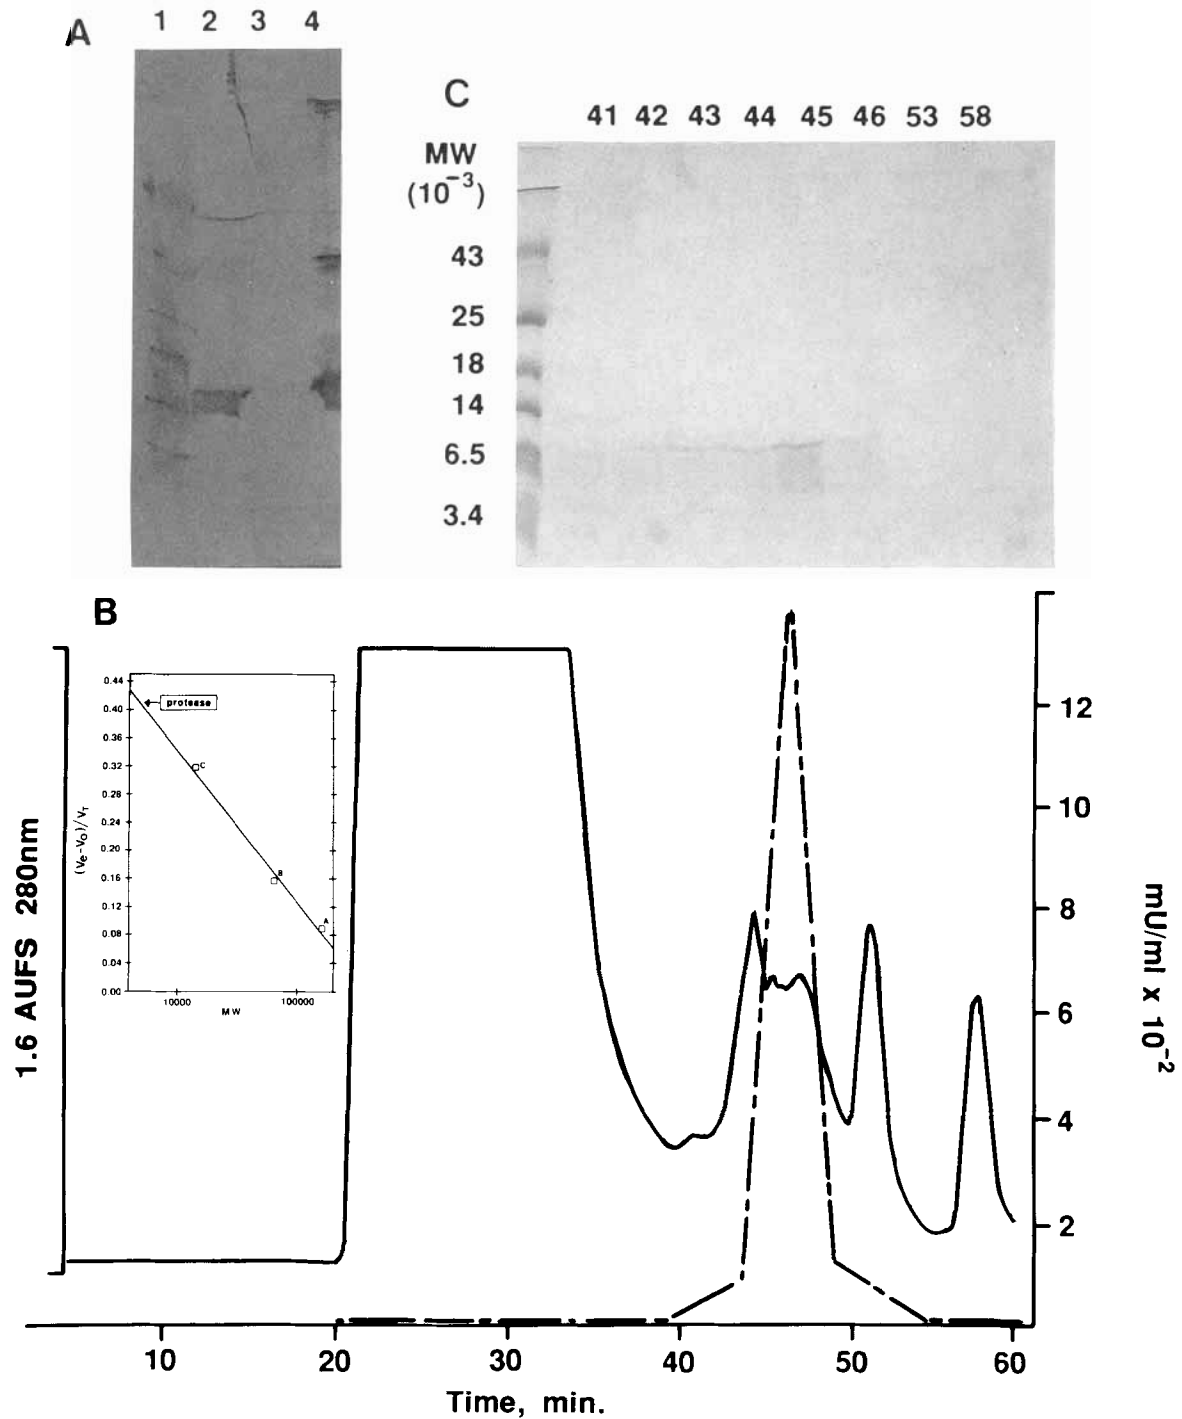 A
1 2 3 4
C
41 42 43 44 45 46 53 58
MW
(10⁻³)
43
25
18
14
6.5
3.4
B
1.6 AUFS 280nm
0.44
0.40
0.36
0.32
0.28
0.24
0.20
0.16
0.12
0.08
0.04
0.00
(Ve-Vo)/VT
protease
C
B
A
10000 100000
MW
12
10
8
6
4
2
mU/ml x 10⁻²
10 20 30 40 50 60
Time, min.